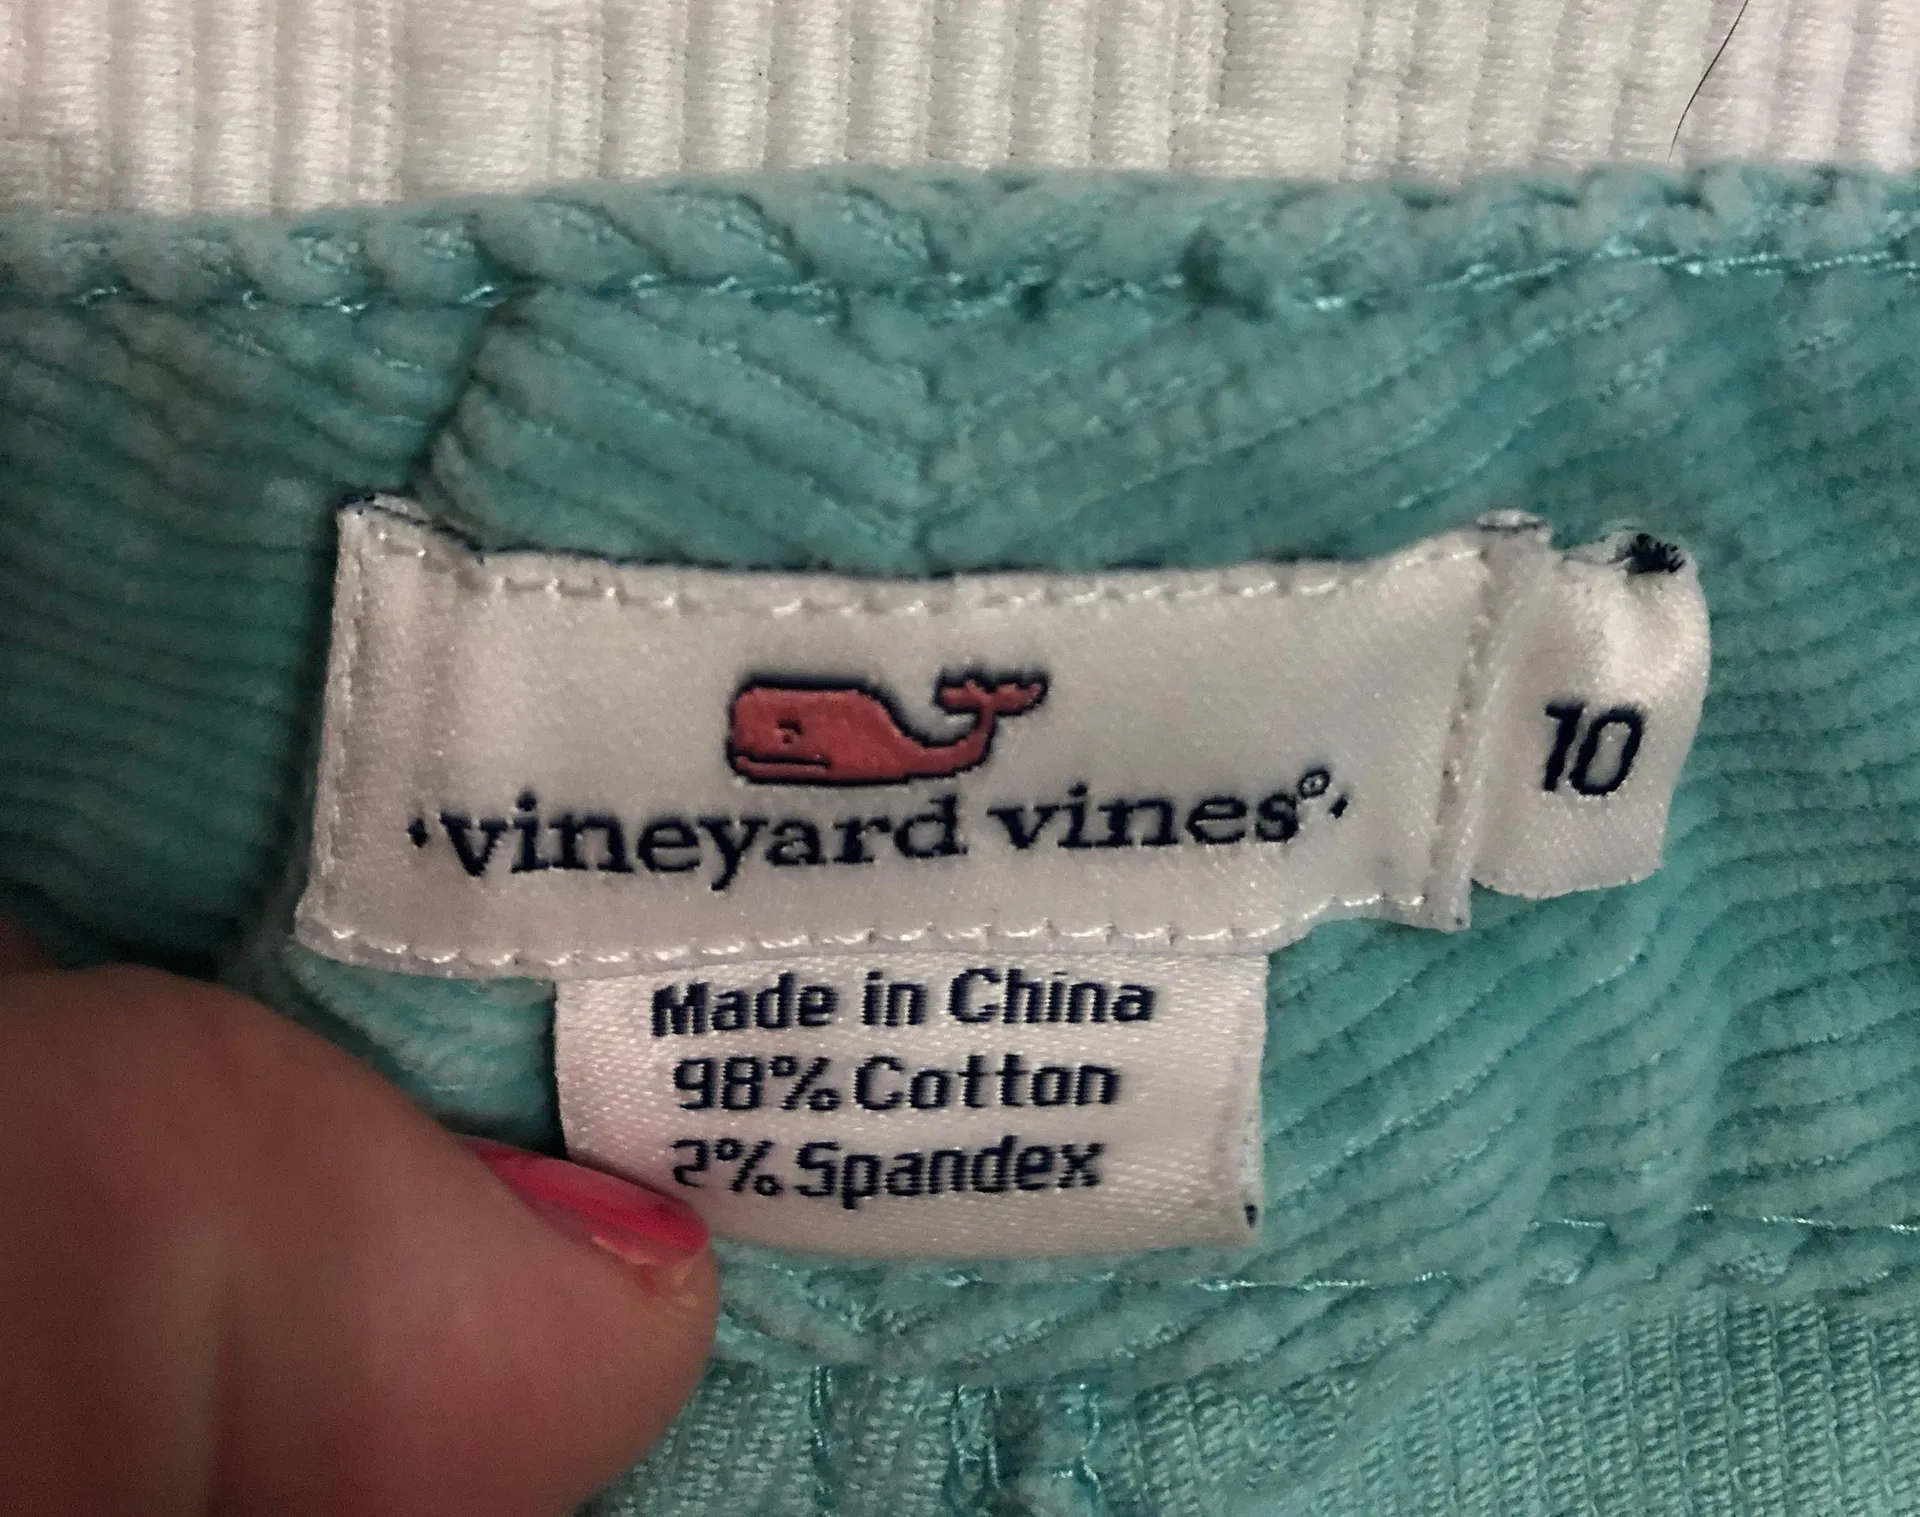 ·vineyard vines®·
10
Made in China
98% Cotton
2% Spandex